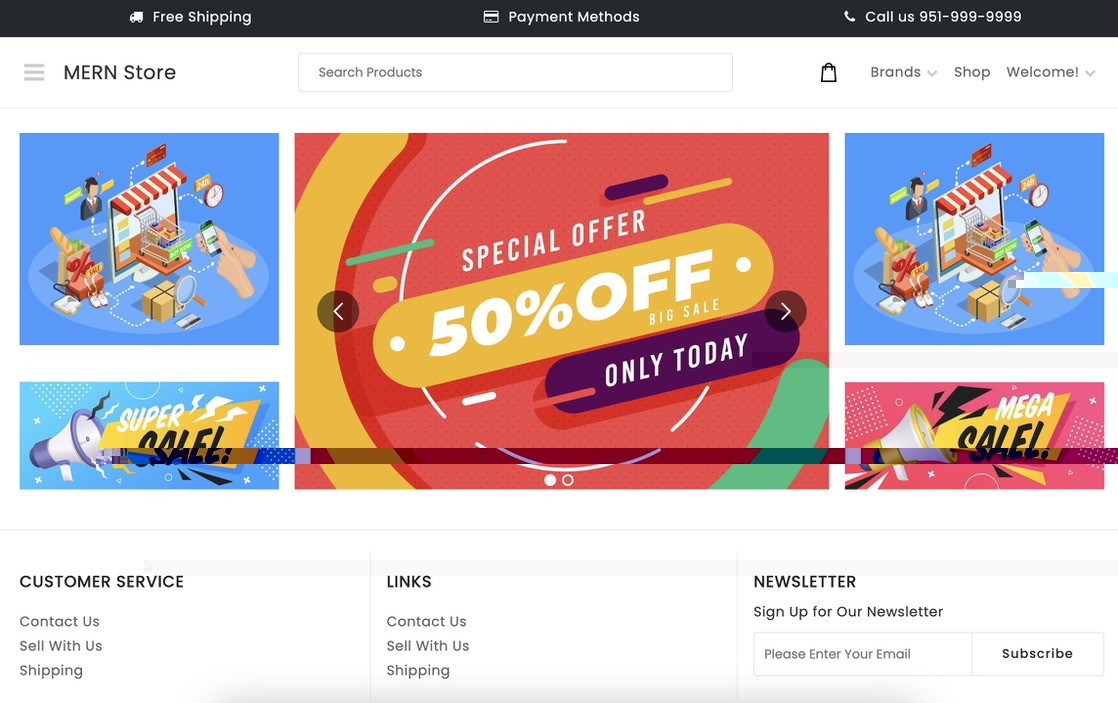 Free Shipping
Payment Methods
Call us 951-999-9999
MERN Store
Search Products
Brands
Shop
Welcome!
24h
SALE
SPECIAL OFFER
50%OFF
BIG SALE
ONLY TODAY
24h
SALE
SUPER
SALE!
MEGA
SALE!
CUSTOMER SERVICE
Contact Us
Sell With Us
Shipping
LINKS
Contact Us
Sell With Us
Shipping
NEWSLETTER
Sign Up for Our Newsletter
Please Enter Your Email
Subscribe